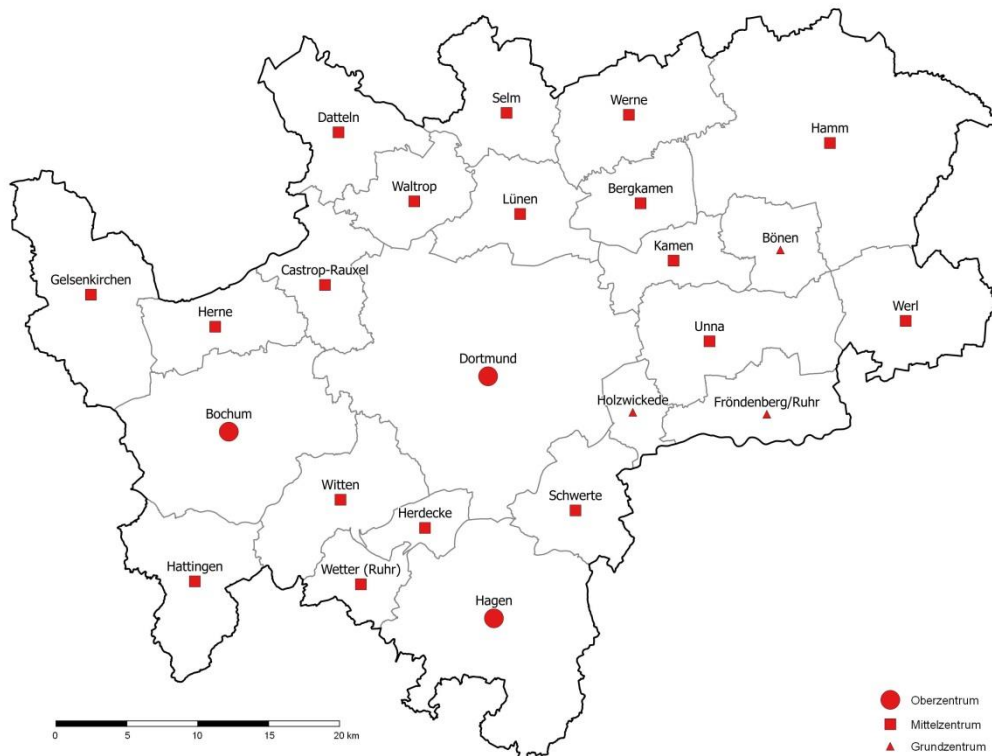 Selm
Werne
Datteln
Hamm
Waltrop
Lünen
Bergkamen
Bönen
Kamen
Castrop-Rauxel
Gelsenkirchen
Herne
Werl
Unna
Dortmund
Holzwickede
Fröndenberg/Ruhr
Bochum
Witten
Schwerte
Herdecke
Hattingen
Wetter (Ruhr)
Hagen
Oberzentrum
Mittelzentrum
Grundzentrum
0 5 10 15 20 km